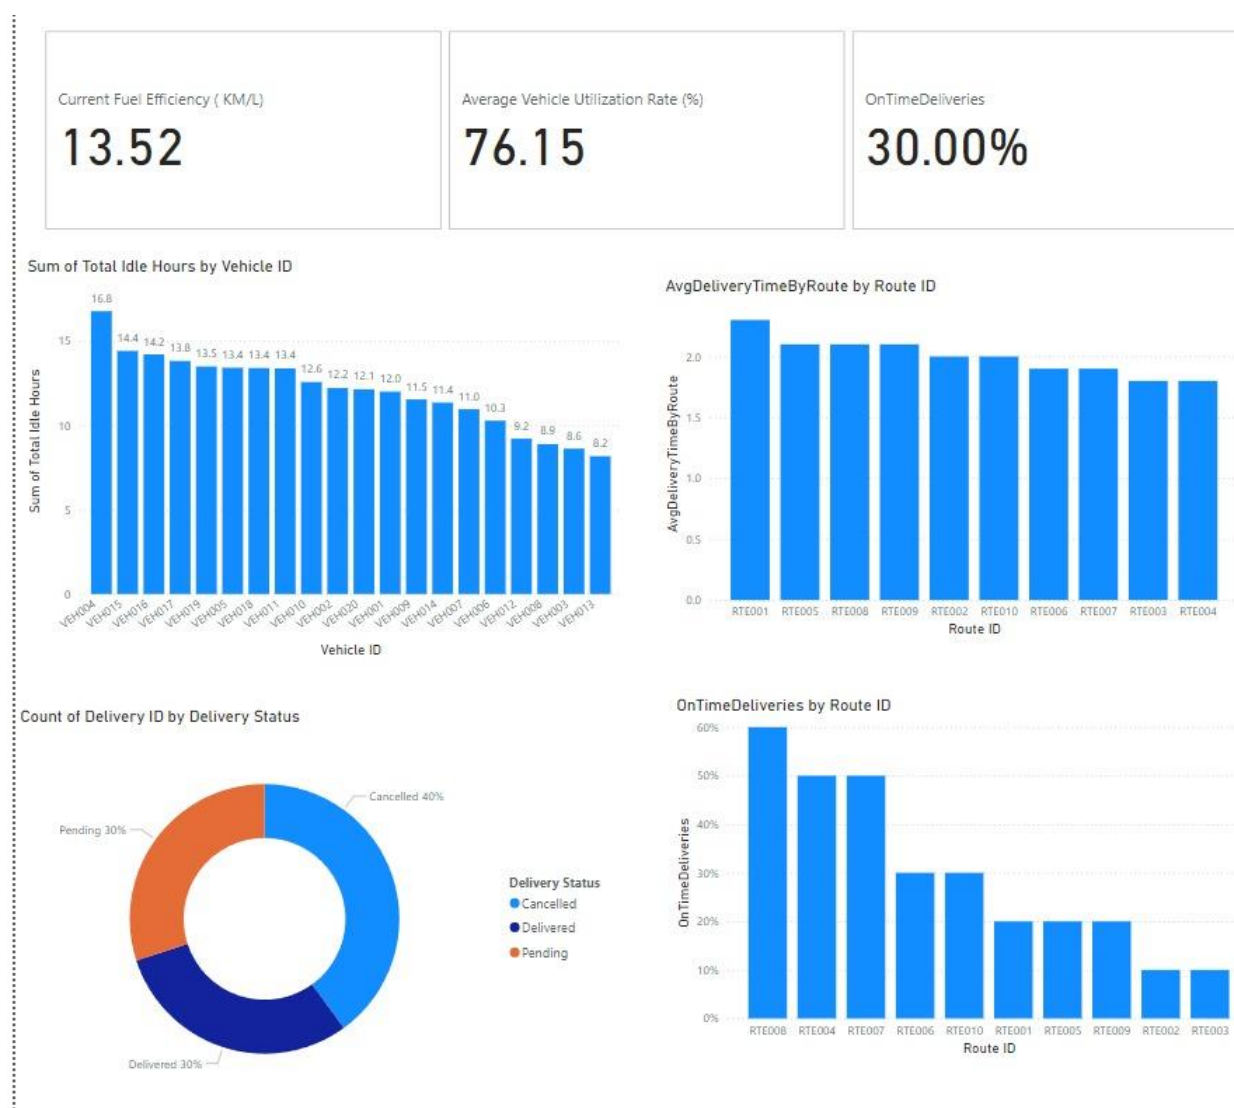 Current Fuel Efficiency ( KM/L)
13.52
Average Vehicle Utilization Rate (%)
76.15
OnTimeDeliveries
30.00%
Sum of Total Idle Hours by Vehicle ID
Sum of Total Idle Hours
15
10
5
0
16.8
14.4
14.2
13.8
13.5
13.4
13.4
13.4
12.6
12.2
12.1
12.0
11.5
11.4
11.0
10.3
9.2
8.9
8.6
8.2
VEH004
VEH015
VEH016
VEH017
VEH019
VEH005
VEH018
VEH011
VEH010
VEH002
VEH020
VEH001
VEH009
VEH014
VEH007
VEH006
VEH012
VEH008
VEH003
VEH013
Vehicle ID
AvgDeliveryTimeByRoute by Route ID
AvgDeliveryTimeByRoute
2.0
1.5
1.0
0.5
0.0
RTE001 RTE005 RTE008 RTE009 RTE002 RTE010 RTE006 RTE007 RTE003 RTE004
Route ID
Count of Delivery ID by Delivery Status
Cancelled 40%
Pending 30%
Delivered 30%
Delivery Status
Cancelled
Delivered
Pending
OnTimeDeliveries by Route ID
OnTimeDeliveries
60%
50%
40%
30%
20%
10%
0%
RTE008 RTE004 RTE007 RTE006 RTE010 RTE001 RTE005 RTE009 RTE002 RTE003
Route ID